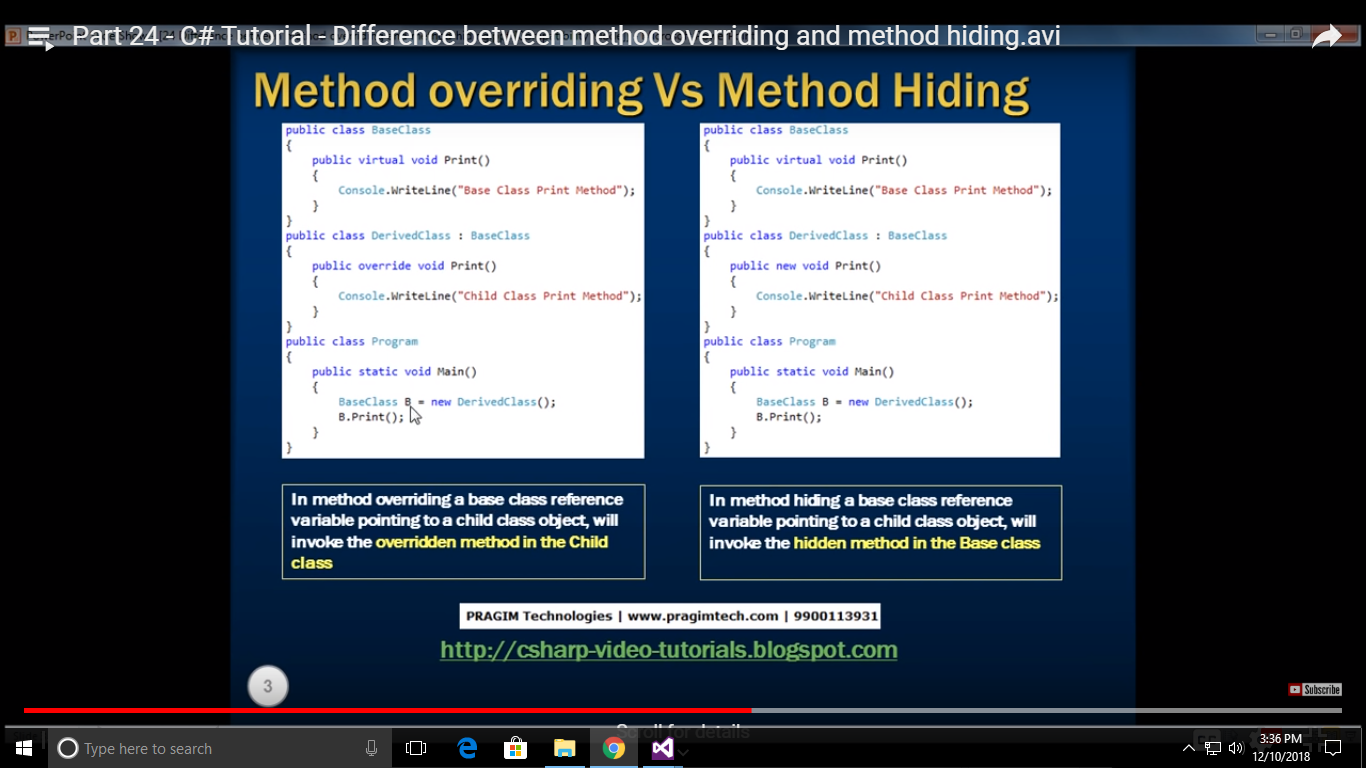 Part 24 - C# Tutorial - Difference between method overriding and method hiding.avi
Method overriding Vs Method Hiding
public class BaseClass
{
public virtual void Print()
{
Console.WriteLine("Base Class Print Method");
}
}
public class DerivedClass : BaseClass
{
public override void Print()
{
Console.WriteLine("Child Class Print Method");
}
}
public class Program
{
public static void Main()
{
BaseClass B = new DerivedClass();
B.Print();
}
}
public class BaseClass
{
public virtual void Print()
{
Console.WriteLine("Base Class Print Method");
}
}
public class DerivedClass : BaseClass
{
public new void Print()
{
Console.WriteLine("Child Class Print Method");
}
}
public class Program
{
public static void Main()
{
BaseClass B = new DerivedClass();
B.Print();
}
}
In method overriding a base class reference
variable pointing to a child class object, will
invoke the overridden method in the Child
class
In method hiding a base class reference
variable pointing to a child class object, will
invoke the hidden method in the Base class
PRAGIM Technologies | www.pragimtech.com | 9900113931
http://csharp-video-tutorials.blogspot.com
3
Subscribe
Scroll for details
Type here to search
3:36 PM
12/10/2018